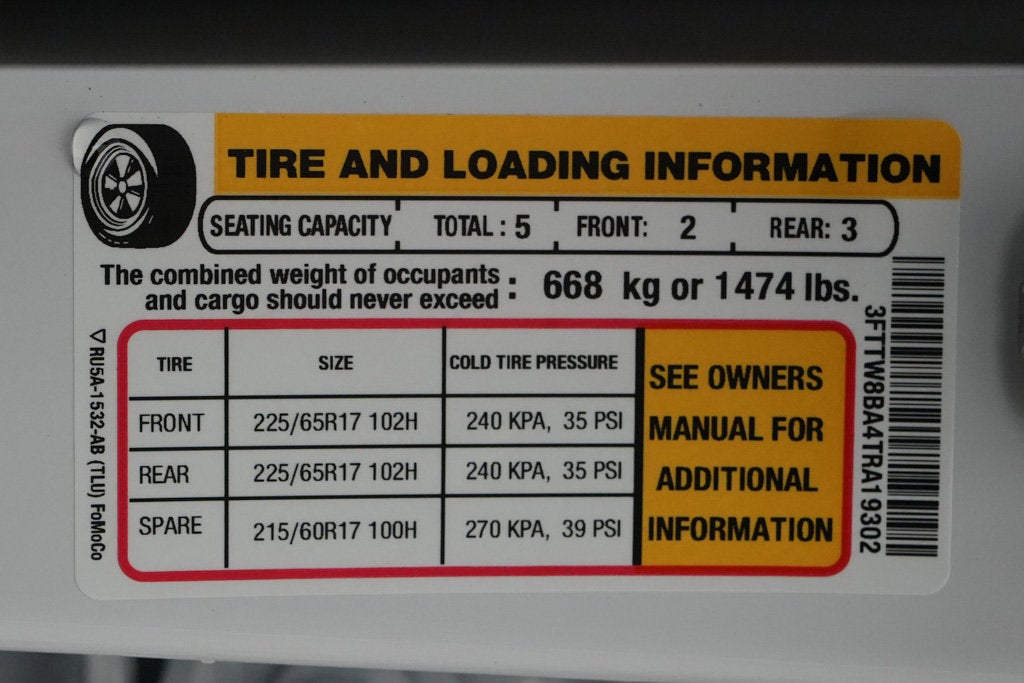 TIRE AND LOADING INFORMATION
SEATING CAPACITY TOTAL : 5 FRONT: 2 REAR: 3
The combined weight of occupants
and cargo should never exceed : 668 kg or 1474 lbs.
TIRE SIZE COLD TIRE PRESSURE
FRONT 225/65R17 102H 240 KPA, 35 PSI
REAR 225/65R17 102H 240 KPA, 35 PSI
SPARE 215/60R17 100H 270 KPA, 39 PSI
SEE OWNERS
MANUAL FOR
ADDITIONAL
INFORMATION
3FTTW8BA4TRA19302
RU5A-1532-AB (TLU) FoMoCo